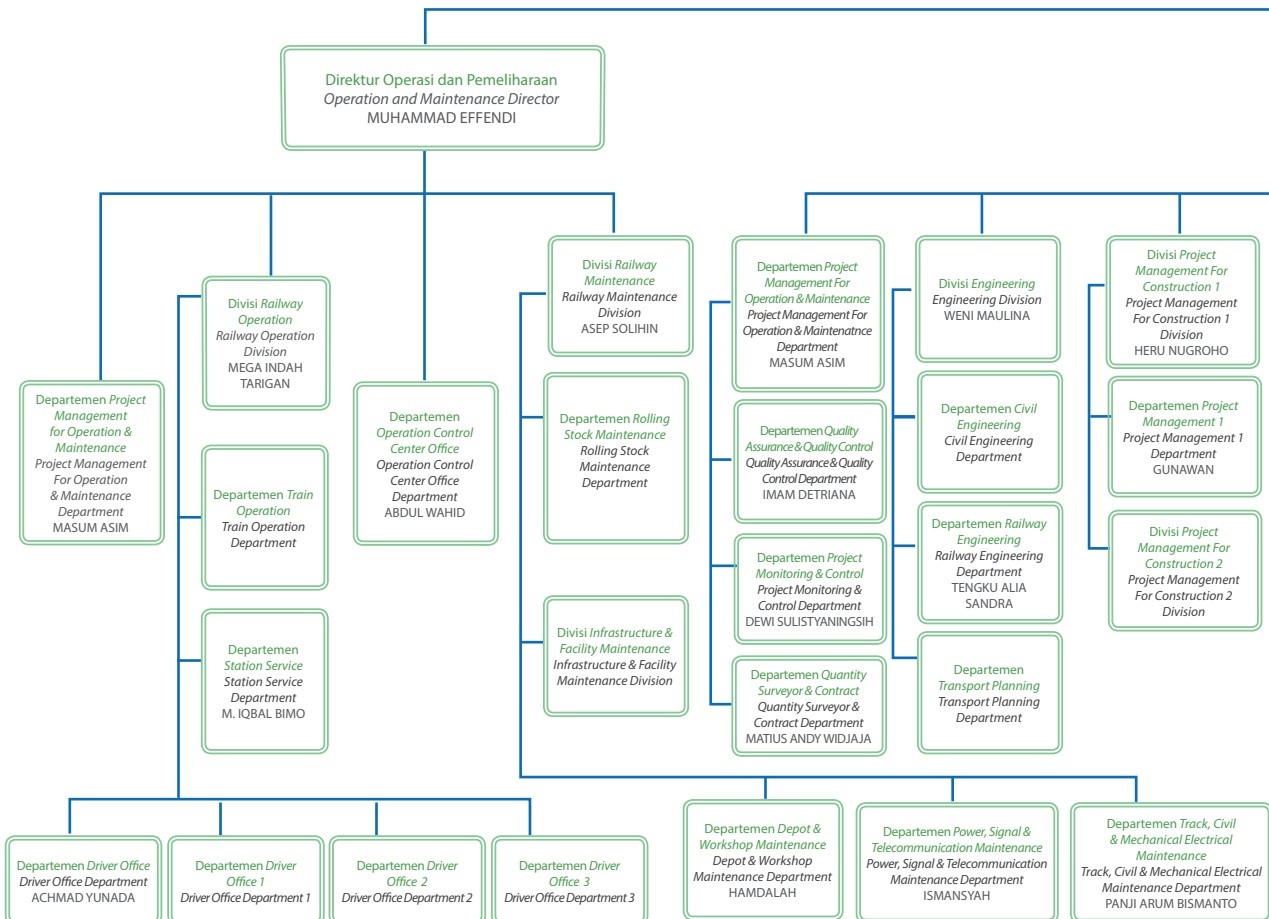 Direktur Operasi dan Pemeliharaan
Operation and Maintenance Director
MUHAMMAD EFFENDI
Departemen Project
Management
for Operation &
Maintenance
Project Management
For Operation
& Maintenance
Department
MASUM ASIM
Divisi Railway
Operation
Railway Operation
Division
MEGA INDAH
TARIGAN
Departemen Train
Operation
Train Operation
Department
Departemen
Station Service
Station Service
Department
M. IQBAL BIMO
Departemen
Operation Control
Center Office
Operation Control
Center Office
Department
ABDUL WAHID
Divisi Railway
Maintenance
Railway Maintenance
Division
ASEP SOLIHIN
Departemen Rolling
Stock Maintenance
Rolling Stock
Maintenance
Department
Divisi Infrastructure &
Facility Maintenance
Infrastructure & Facility
Maintenance Division
Departemen Project
Management For
Operation & Maintenance
Project Management For
Operation & Maintenatnce
Department
MASUM ASIM
Departemen Quality
Assurance & Quality Control
Quality Assurance & Quality
Control Department
IMAM DETRIANA
Departemen Project
Monitoring & Control
Project Monitoring &
Control Department
DEWI SULISTYANINGSIH
Departemen Quantity
Surveyor & Contract
Quantity Surveyor &
Contract Department
MATIUS ANDY WIDJAJA
Divisi Engineering
Engineering Division
WENI MAULINA
Departemen Civil
Engineering
Civil Engineering
Department
Departemen Railway
Engineering
Railway Engineering
Department
TENGKU ALIA
SANDRA
Departemen
Transport Planning
Transport Planning
Department
Divisi Project
Management For
Construction 1
Project Management
For Construction 1
Division
HERU NUGROHO
Departemen Project
Management 1
Project Management 1
Department
GUNAWAN
Divisi Project
Management For
Construction 2
Project Management
For Construction 2
Division
Departemen Driver Office
Driver Office Department
ACHMAD YUNADA
Departemen Driver
Office 1
Driver Office Department 1
Departemen Driver
Office 2
Driver Office Department 2
Departemen Driver
Office 3
Driver Office Department 3
Departemen Depot &
Workshop Maintenance
Depot & Workshop
Maintenance Department
HAMDALAH
Departemen Power, Signal &
Telecommunication Maintenance
Power, Signal & Telecommunication
Maintenance Department
ISMANSYAH
Departemen Track, Civil
& Mechanical Electrical
Maintenance
Track, Civil & Mechanical Electrical
Maintenance Department
PANJI ARUM BISMANTO